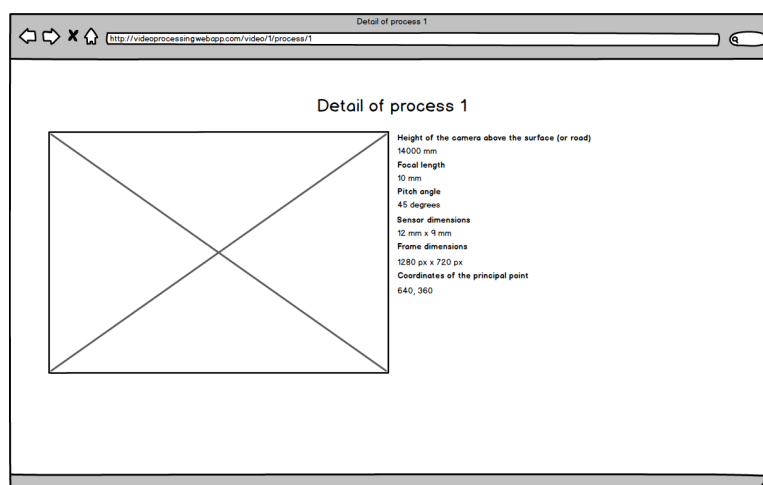 Detail of process 1
http://videoprocessingwebapp.com/video/1/process/1
Detail of process 1
Height of the camera above the surface (or road)
14000 mm
Focal length
10 mm
Pitch angle
45 degrees
Sensor dimensions
12 mm x 9 mm
Frame dimensions
1280 px x 720 px
Coordinates of the principal point
640, 360